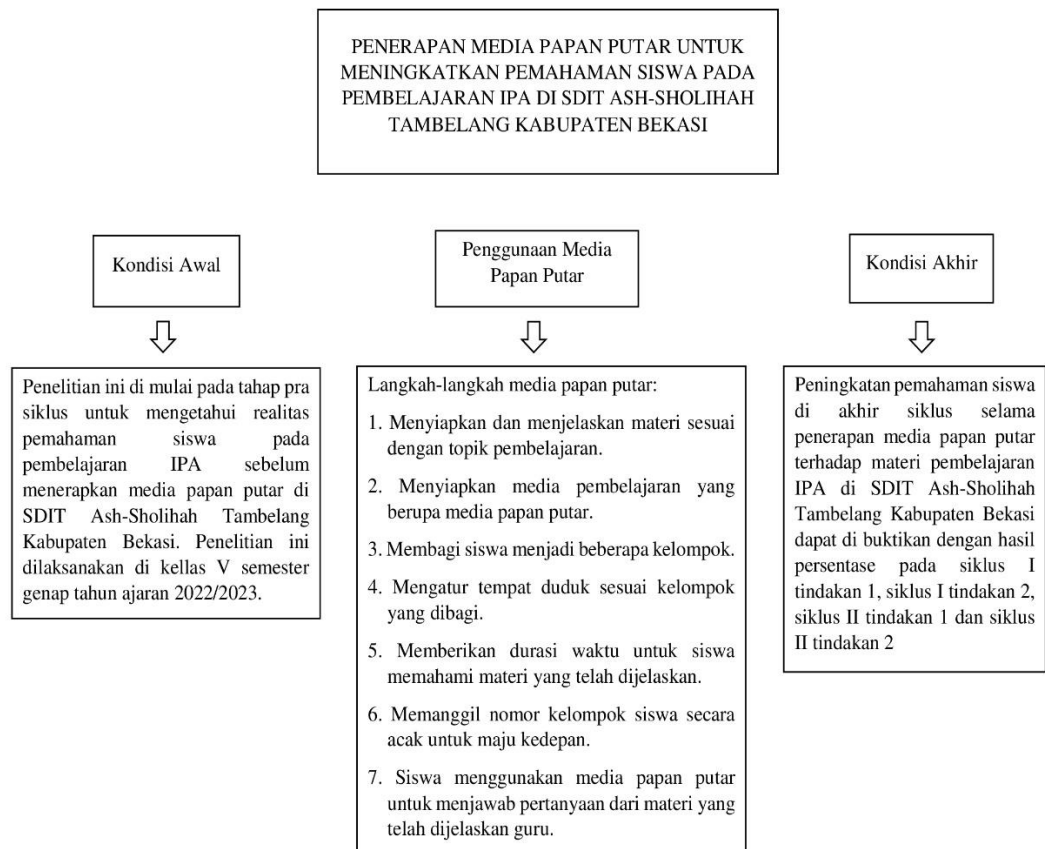 PENERAPAN MEDIA PAPAN PUTAR UNTUK
MENINGKATKAN PEMAHAMAN SISWA PADA
PEMBELAJARAN IPA DI SDIT ASH-SHOLIHAH
TAMBELANG KABUPATEN BEKASI
Kondisi Awal
Penggunaan Media
Papan Putar
Kondisi Akhir
Penelitian ini di mulai pada tahap pra
siklus untuk mengetahui realitas
pemahaman siswa pada
pembelajaran IPA sebelum
menerapkan media papan putar di
SDIT Ash-Sholihah Tambelang
Kabupaten Bekasi. Penelitian ini
dilaksanakan di kellas V semester
genap tahun ajaran 2022/2023.
Langkah-langkah media papan putar:
1. Menyiapkan dan menjelaskan materi sesuai
dengan topik pembelajaran.
2. Menyiapkan media pembelajaran yang
berupa media papan putar.
3. Membagi siswa menjadi beberapa kelompok.
4. Mengatur tempat duduk sesuai kelompok
yang dibagi.
5. Memberikan durasi waktu untuk siswa
memahami materi yang telah dijelaskan.
6. Memanggil nomor kelompok siswa secara
acak untuk maju kedepan.
7. Siswa menggunakan media papan putar
untuk menjawab pertanyaan dari materi yang
telah dijelaskan guru.
Peningkatan pemahaman siswa
di akhir siklus selama
penerapan media papan putar
terhadap materi pembelajaran
IPA di SDIT Ash-Sholihah
Tambelang Kabupaten Bekasi
dapat di buktikan dengan hasil
persentase pada siklus I
tindakan 1, siklus I tindakan 2,
siklus II tindakan 1 dan siklus
II tindakan 2